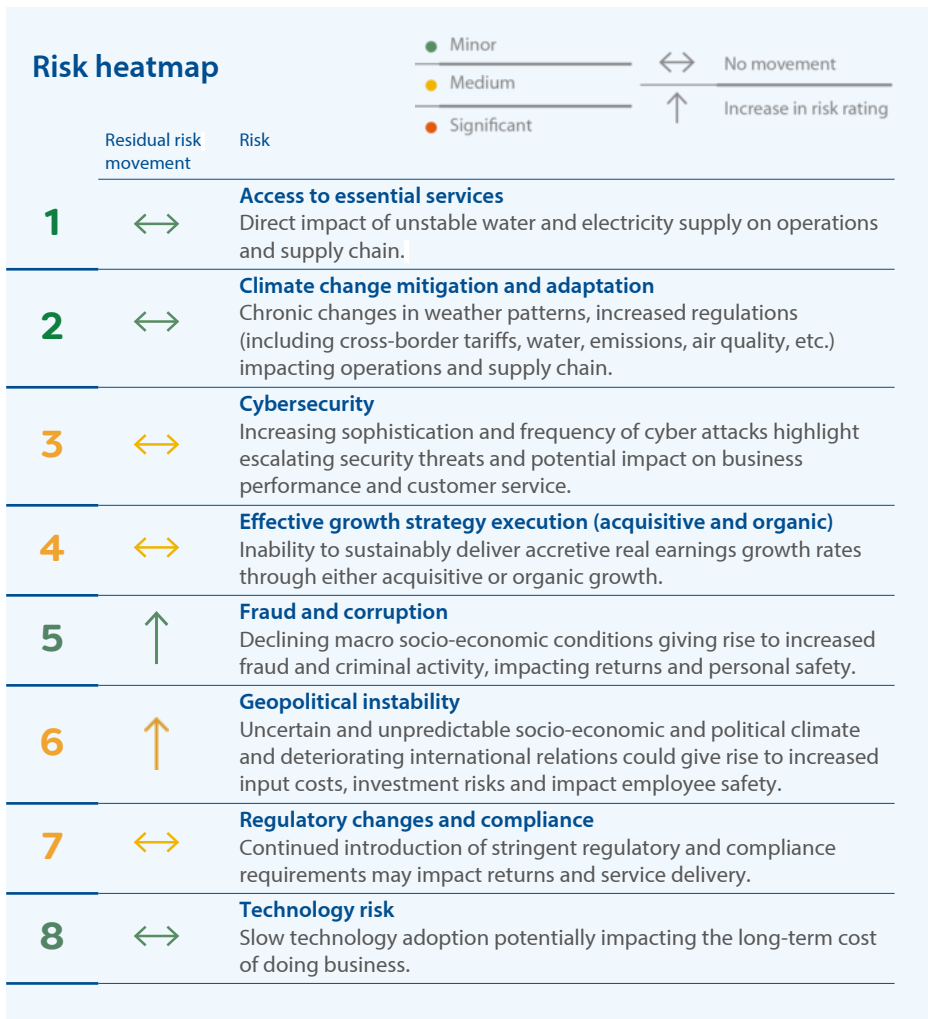 Risk heatmap
Minor
Medium
Significant
No movement
Increase in risk rating
Residual risk
movement
Risk
1
Access to essential services
Direct impact of unstable water and electricity supply on operations
and supply chain.
2
Climate change mitigation and adaptation
Chronic changes in weather patterns, increased regulations
(including cross-border tariffs, water, emissions, air quality, etc.)
impacting operations and supply chain.
3
Cybersecurity
Increasing sophistication and frequency of cyber attacks highlight
escalating security threats and potential impact on business
performance and customer service.
4
Effective growth strategy execution (acquisitive and organic)
Inability to sustainably deliver accretive real earnings growth rates
through either acquisitive or organic growth.
5
Fraud and corruption
Declining macro socio-economic conditions giving rise to increased
fraud and criminal activity, impacting returns and personal safety.
6
Geopolitical instability
Uncertain and unpredictable socio-economic and political climate
and deteriorating international relations could give rise to increased
input costs, investment risks and impact employee safety.
7
Regulatory changes and compliance
Continued introduction of stringent regulatory and compliance
requirements may impact returns and service delivery.
8
Technology risk
Slow technology adoption potentially impacting the long-term cost
of doing business.